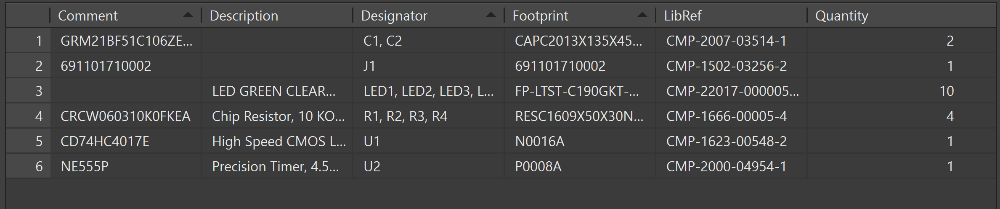 Comment Description Designator Footprint LibRef Quantity
1 GRM21BF51C106ZE... C1, C2 CAPC2013X135X45... CMP-2007-03514-1 2
2 691101710002 J1 691101710002 CMP-1502-03256-2 1
3 LED GREEN CLEAR... LED1, LED2, LED3, L... FP-LTST-C190GKT-... CMP-22017-000005... 10
4 CRCW060310K0FKEA Chip Resistor, 10 KO... R1, R2, R3, R4 RESC1609X50X30N... CMP-1666-00005-4 4
5 CD74HC4017E High Speed CMOS L... U1 N0016A CMP-1623-00548-2 1
6 NE555P Precision Timer, 4.5... U2 P0008A CMP-2000-04954-1 1